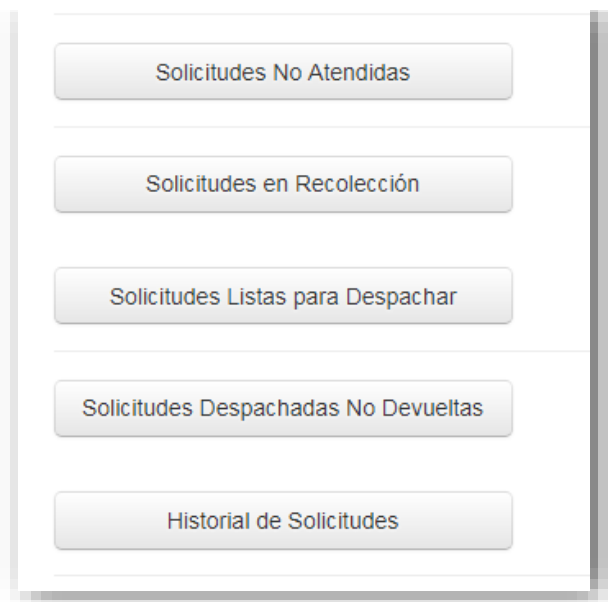 Solicitudes No Atendidas
Solicitudes en Recolección
Solicitudes Listas para Despachar
Solicitudes Despachadas No Devueltas
Historial de Solicitudes